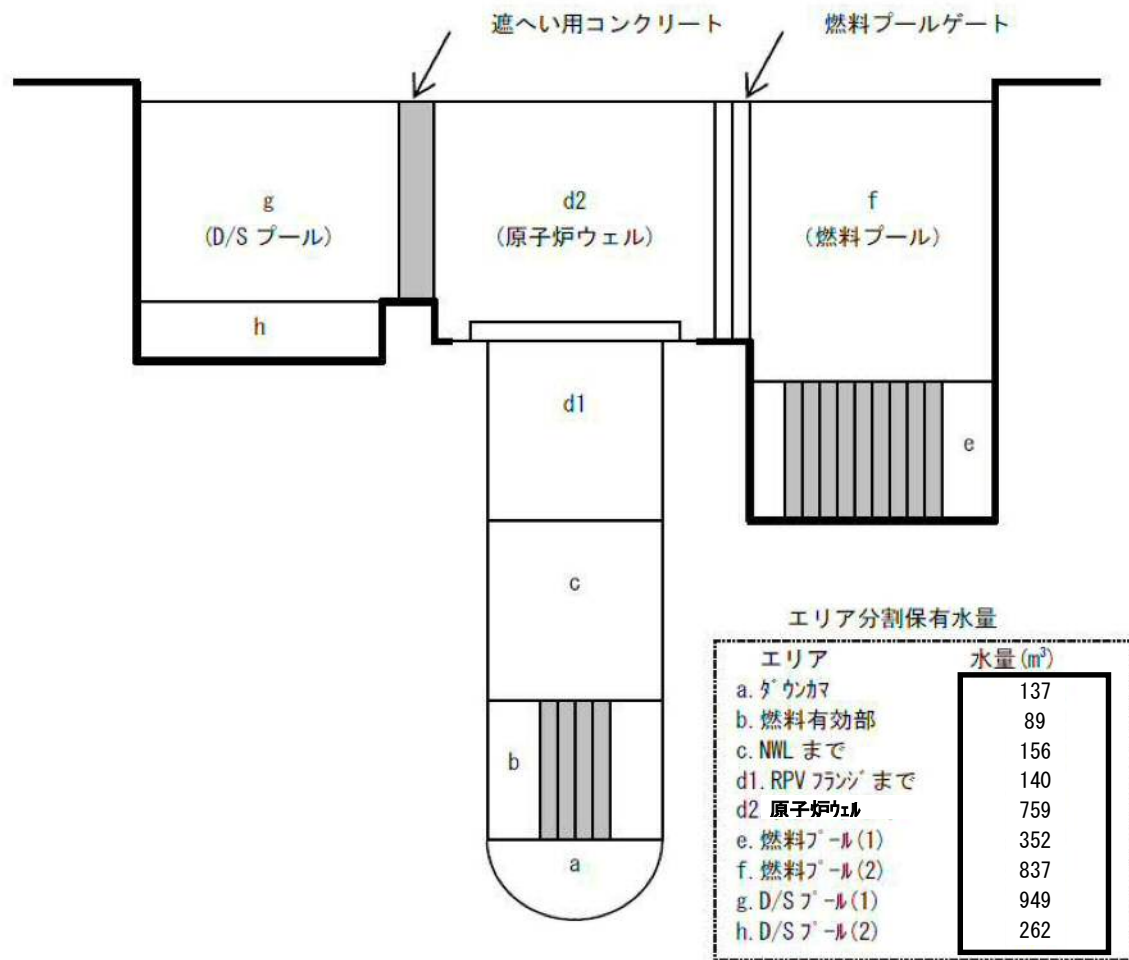 遮へい用コンクリート
燃料プールゲート
g
(D/S プール)
d2
(原子炉ウェル)
f
(燃料プール)
h
d1
e
c
b
a
エリア分割保有水量
エリア 水量(m³)
a. ダウンカマ 137
b. 燃料有効部 89
c. NWL まで 156
d1. RPV フランジまで 140
d2 原子炉ウェル 759
e. 燃料プール(1) 352
f. 燃料プール(2) 837
g. D/S プール(1) 949
h. D/S プール(2) 262